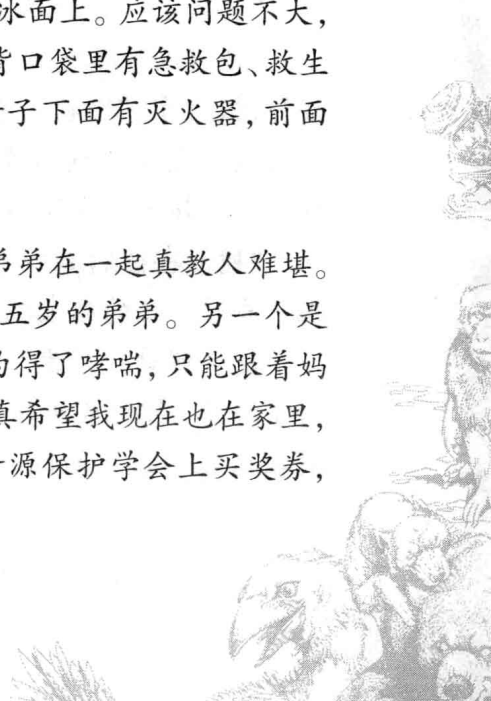 冰面上。应该问题不大，
背口袋里有急救包、救生
子下面有灭火器，前面
弟弟在一起真教人难堪。
五岁的弟弟。另一个是
为得了哮喘，只能跟着妈
真希望我现在也在家里，
源保护学会上买奖券，